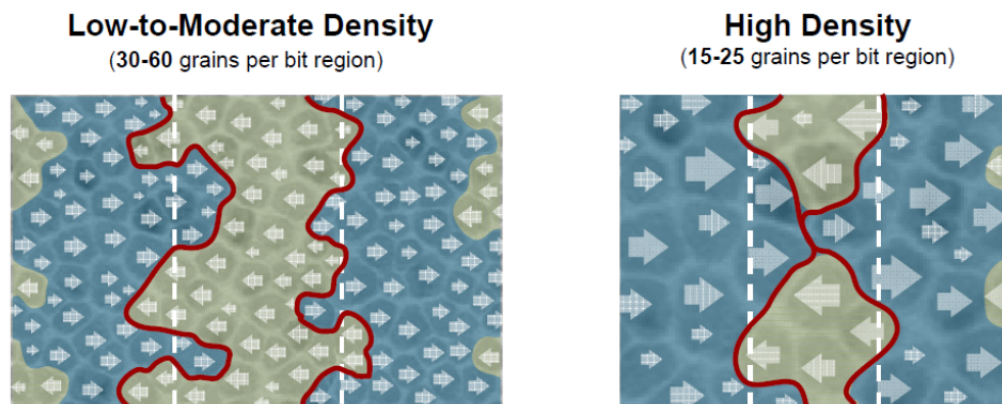 Low-to-Moderate Density
(30-60 grains per bit region)
High Density
(15-25 grains per bit region)